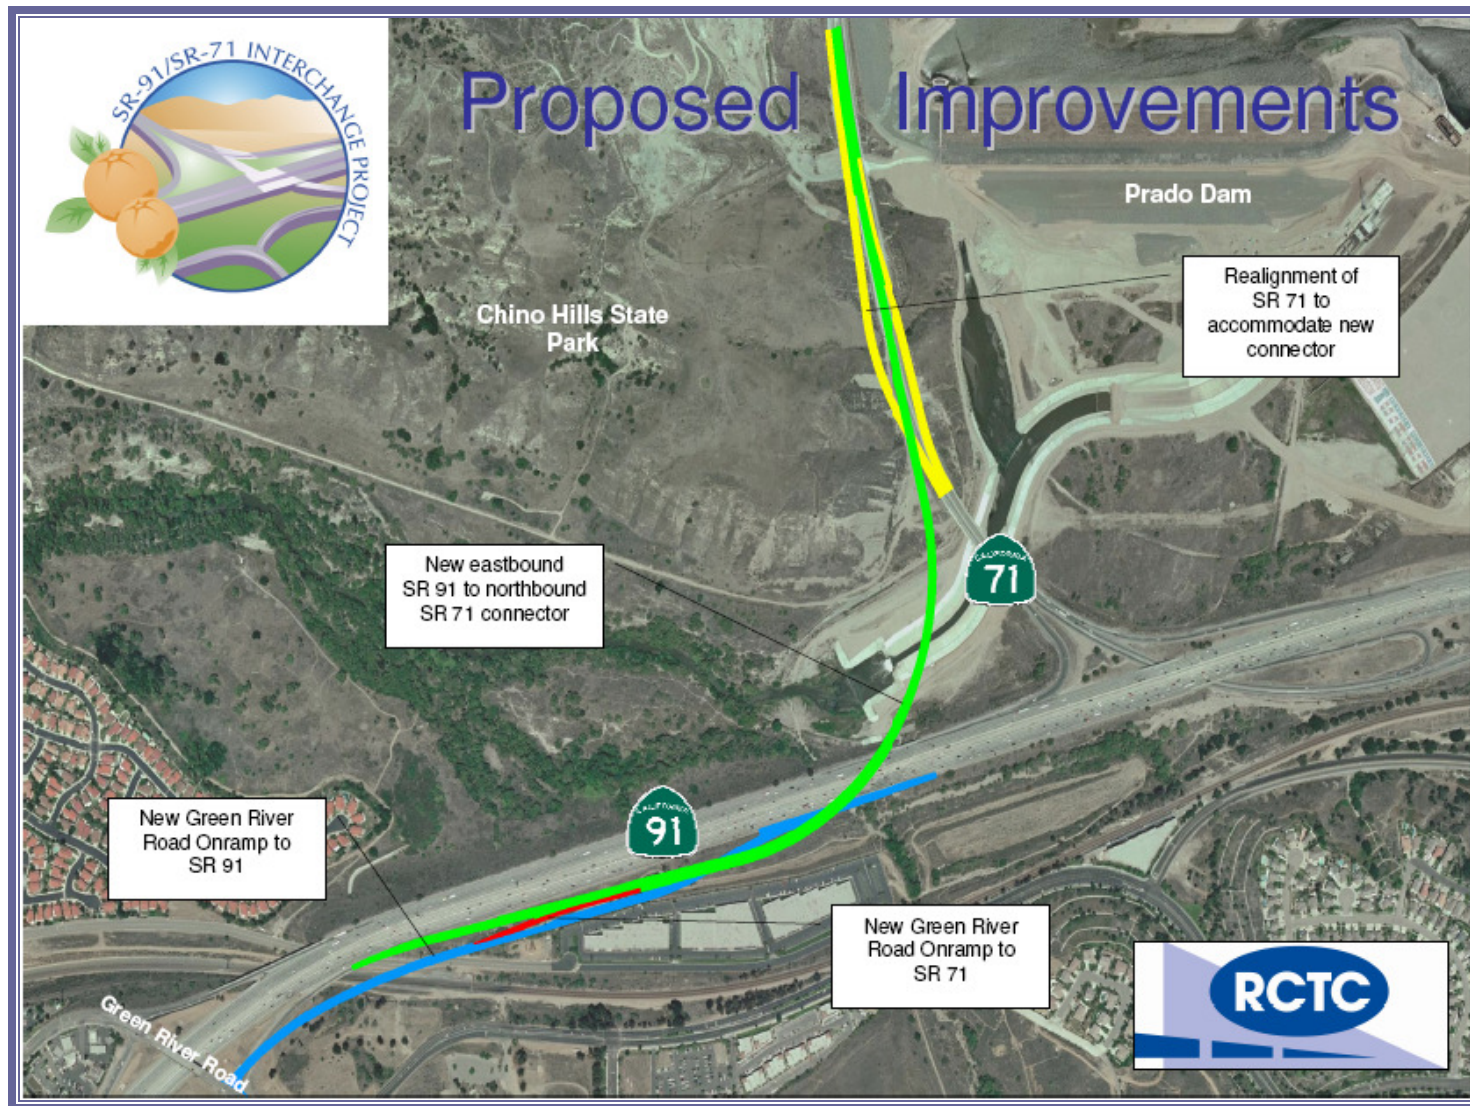 SR-91/SR-71 INTERCHANGE PROJECT
Proposed Improvements
Prado Dam
Realignment of
SR 71 to
accommodate new
connector
Chino Hills State
Park
New eastbound
SR 91 to northbound
SR 71 connector
CALIFORNIA
71
CALIFORNIA
91
New Green River
Road Onramp to
SR 91
New Green River
Road Onramp to
SR 71
Green River Road
RCTC